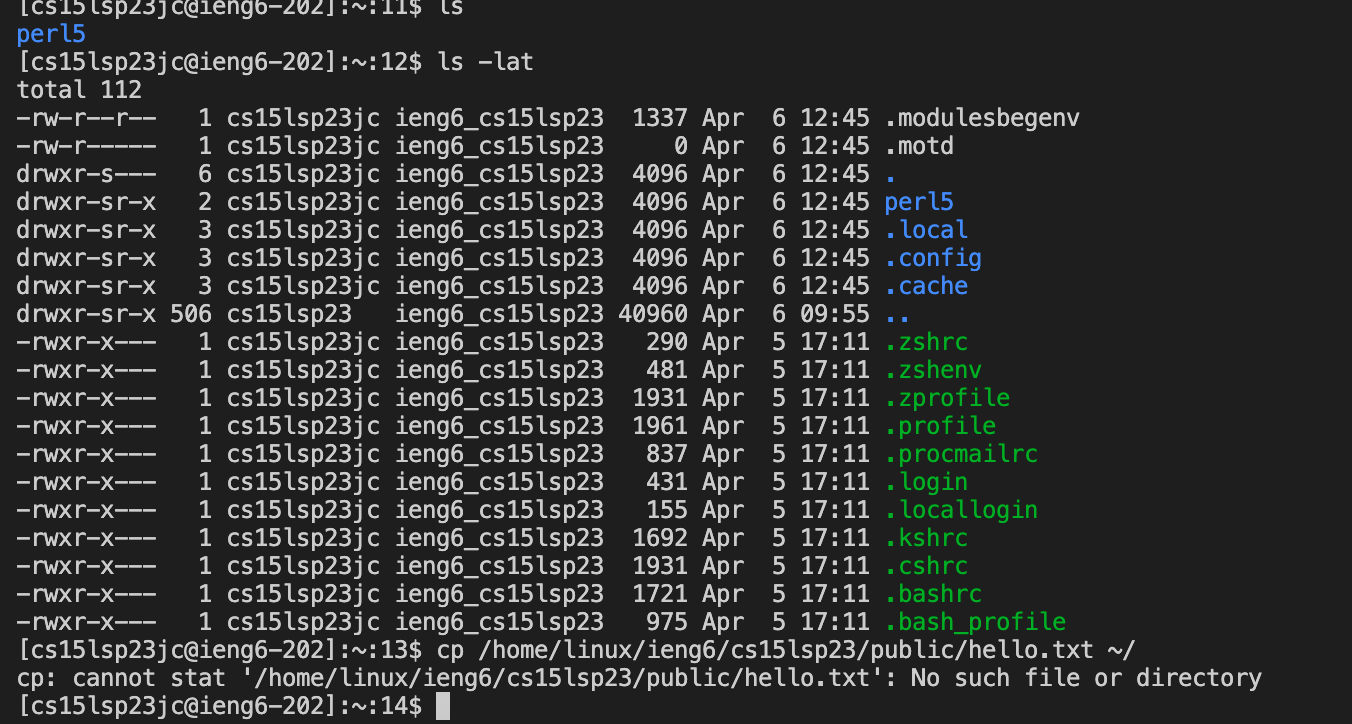 [cs15lsp23jc@ieng6-202]:~:11$ ls
perl5
[cs15lsp23jc@ieng6-202]:~:12$ ls -lat
total 112
-rw-r--r--   1 cs15lsp23jc ieng6_cs15lsp23  1337 Apr  6 12:45 .modulesbegenv
-rw-r-----   1 cs15lsp23jc ieng6_cs15lsp23     0 Apr  6 12:45 .motd
drwxr-s---   6 cs15lsp23jc ieng6_cs15lsp23  4096 Apr  6 12:45 .
drwxr-sr-x   2 cs15lsp23jc ieng6_cs15lsp23  4096 Apr  6 12:45 perl5
drwxr-sr-x   3 cs15lsp23jc ieng6_cs15lsp23  4096 Apr  6 12:45 .local
drwxr-sr-x   3 cs15lsp23jc ieng6_cs15lsp23  4096 Apr  6 12:45 .config
drwxr-sr-x   3 cs15lsp23jc ieng6_cs15lsp23  4096 Apr  6 12:45 .cache
drwxr-sr-x 506 cs15lsp23   ieng6_cs15lsp23 40960 Apr  6 09:55 ..
-rwxr-x---   1 cs15lsp23jc ieng6_cs15lsp23   290 Apr  5 17:11 .zshrc
-rwxr-x---   1 cs15lsp23jc ieng6_cs15lsp23   481 Apr  5 17:11 .zshenv
-rwxr-x---   1 cs15lsp23jc ieng6_cs15lsp23  1931 Apr  5 17:11 .zprofile
-rwxr-x---   1 cs15lsp23jc ieng6_cs15lsp23  1961 Apr  5 17:11 .profile
-rwxr-x---   1 cs15lsp23jc ieng6_cs15lsp23   837 Apr  5 17:11 .procmailrc
-rwxr-x---   1 cs15lsp23jc ieng6_cs15lsp23   431 Apr  5 17:11 .login
-rwxr-x---   1 cs15lsp23jc ieng6_cs15lsp23   155 Apr  5 17:11 .locallogin
-rwxr-x---   1 cs15lsp23jc ieng6_cs15lsp23  1692 Apr  5 17:11 .kshrc
-rwxr-x---   1 cs15lsp23jc ieng6_cs15lsp23  1931 Apr  5 17:11 .cshrc
-rwxr-x---   1 cs15lsp23jc ieng6_cs15lsp23  1721 Apr  5 17:11 .bashrc
-rwxr-x---   1 cs15lsp23jc ieng6_cs15lsp23   975 Apr  5 17:11 .bash_profile
[cs15lsp23jc@ieng6-202]:~:13$ cp /home/linux/ieng6/cs15lsp23/public/hello.txt ~/
cp: cannot stat '/home/linux/ieng6/cs15lsp23/public/hello.txt': No such file or directory
[cs15lsp23jc@ieng6-202]:~:14$